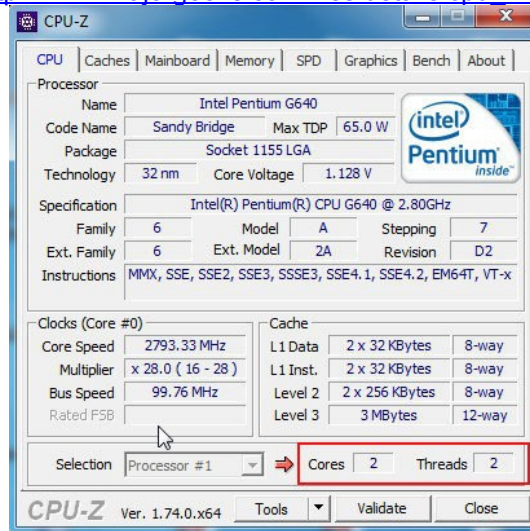 CPU-Z
CPU Caches Mainboard Memory SPD Graphics Bench About
Processor
Name Intel Pentium G640
Code Name Sandy Bridge Max TDP 65.0 W
Package Socket 1155 LGA
Technology 32 nm Core Voltage 1.128 V
intel
Pentium
inside
Specification Intel(R) Pentium(R) CPU G640 @ 2.80GHz
Family 6 Model A Stepping 7
Ext. Family 6 Ext. Model 2A Revision D2
Instructions MMX, SSE, SSE2, SSE3, SSSE3, SSE4.1, SSE4.2, EM64T, VT-x
Clocks (Core #0)
Core Speed 2793.33 MHz
Multiplier x 28.0 ( 16 - 28 )
Bus Speed 99.76 MHz
Rated FSB
Cache
L1 Data 2 x 32 KBytes 8-way
L1 Inst. 2 x 32 KBytes 8-way
Level 2 2 x 256 KBytes 8-way
Level 3 3 MBytes 12-way
Selection Processor #1 Cores 2 Threads 2
CPU-Z Ver. 1.74.0.x64 Tools Validate Close